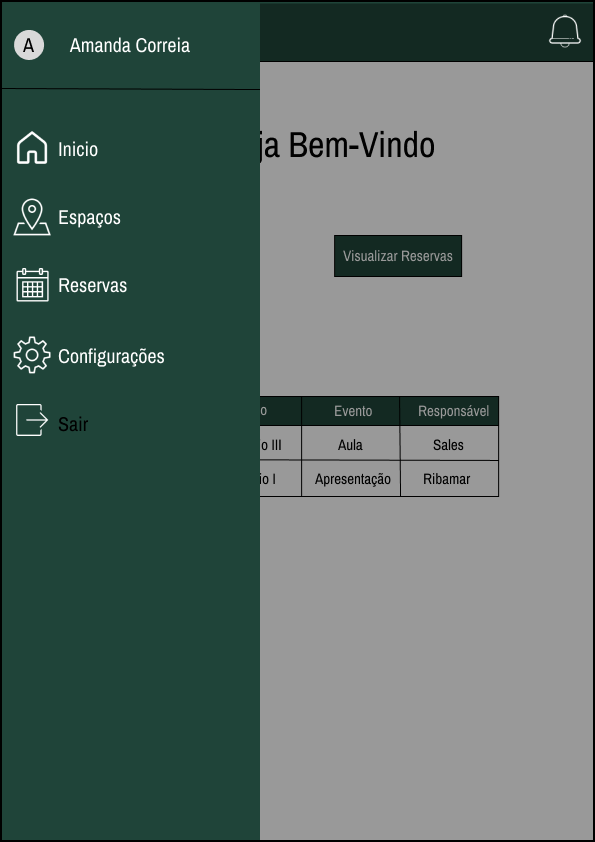 A Amanda Correia
Inicio
Espaços
Reservas
Configurações
Sair
ja Bem-Vindo
Visualizar Reservas
o Evento Responsável
o III Aula Sales
io I Apresentação Ribamar